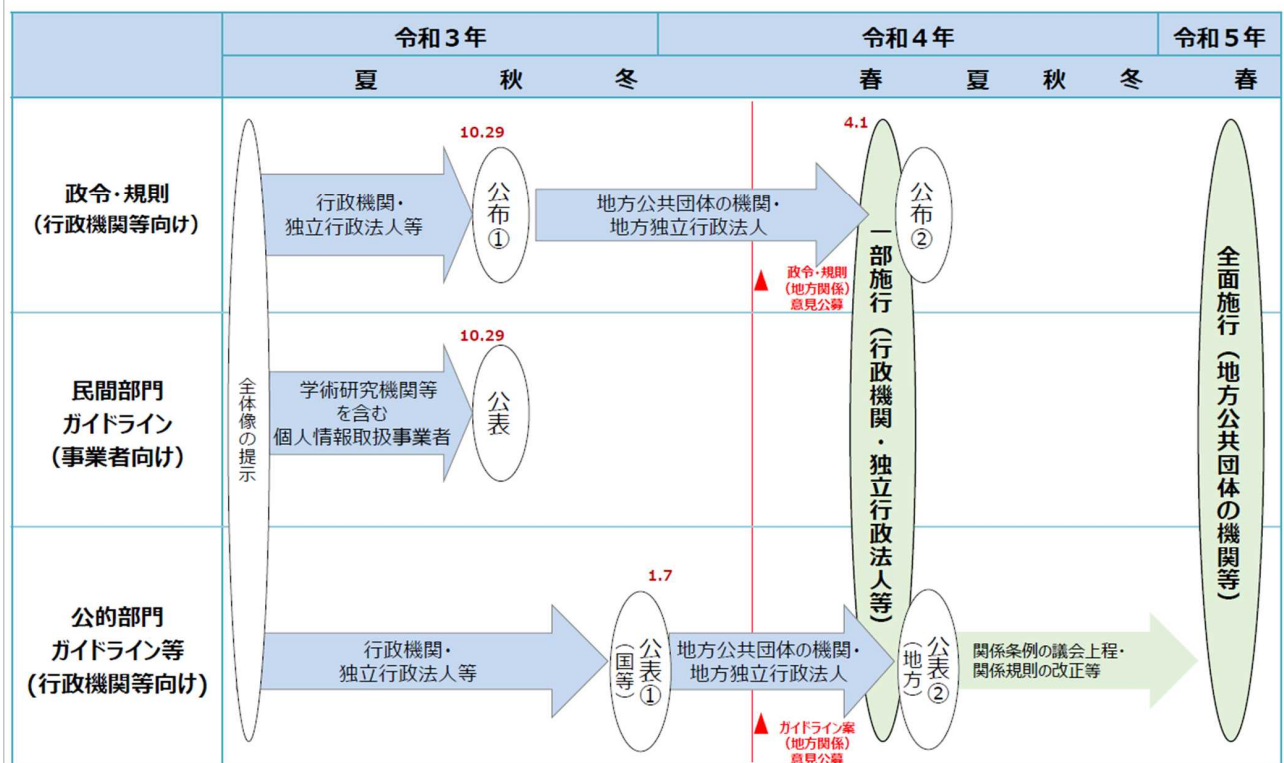 令和３年
令和４年
令和５年
夏
秋
冬
春
夏
秋
冬
春
政令・規則
（行政機関等向け）
全体像の提示
行政機関・
独立行政法人等
10.29
公布①
地方公共団体の機関・
地方独立行政法人
政令・規則
（地方関係）
意見公募
4.1
一部施行（行政機関・独立行政法人等）
公布②
全面施行（地方公共団体の機関等）
民間部門
ガイドライン
（事業者向け）
学術研究機関等
を含む
個人情報取扱事業者
10.29
公表
公的部門
ガイドライン等
(行政機関等向け)
行政機関・
独立行政法人等
1.7
公表①
（国等）
地方公共団体の機関・
地方独立行政法人
ガイドライン案
（地方関係）
意見公募
公表②
（地方）
関係条例の議会上程・
関係規則の改正等